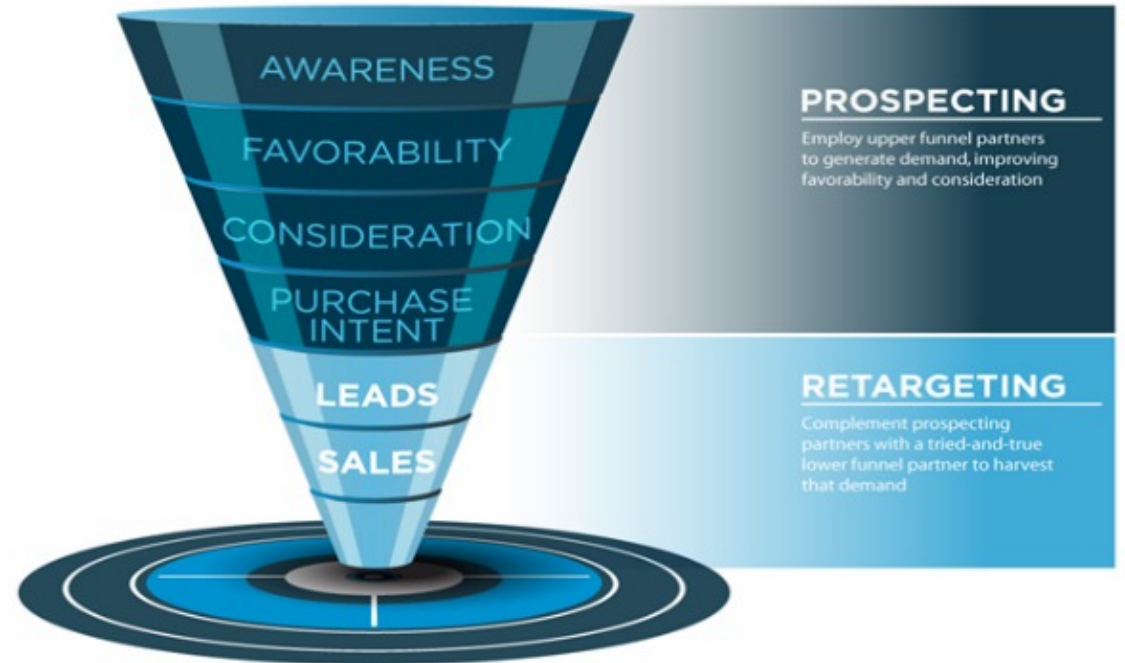 AWARENESS
FAVORABILITY
CONSIDERATION
PURCHASE
INTENT
LEADS
SALES
PROSPECTING
Employ upper funnel partners
to generate demand, improving
favorability and consideration
RETARGETING
Complement prospecting
partners with a tried-and-true
lower funnel partner to harvest
that demand